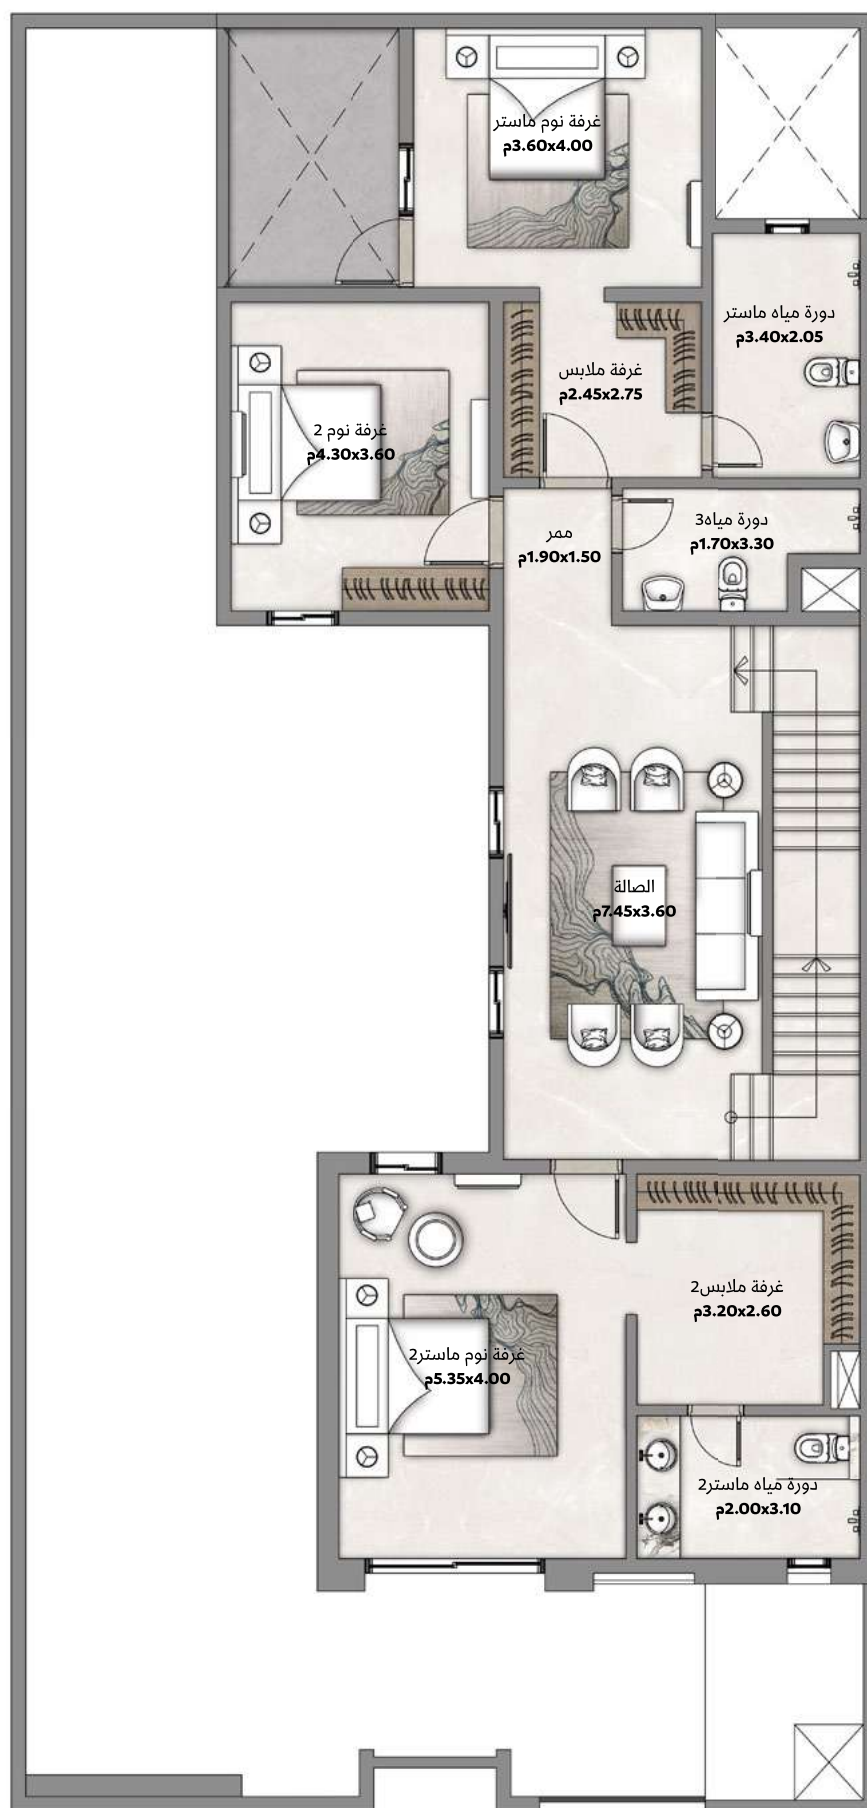 غرفة نوم ماستر
3.60x4.00م
دورة مياه ماستر
3.40x2.05م
غرفة ملابس
2.45x2.75م
غرفة نوم 2
4.30x3.60م
دورة مياه3
1.70x3.30م
ممر
1.90x1.50م
الصالة
7.45x3.60م
غرفة ملابس2
3.20x2.60م
غرفة نوم ماستر2
5.35x4.00م
دورة مياه ماستر2
2.00x3.10م